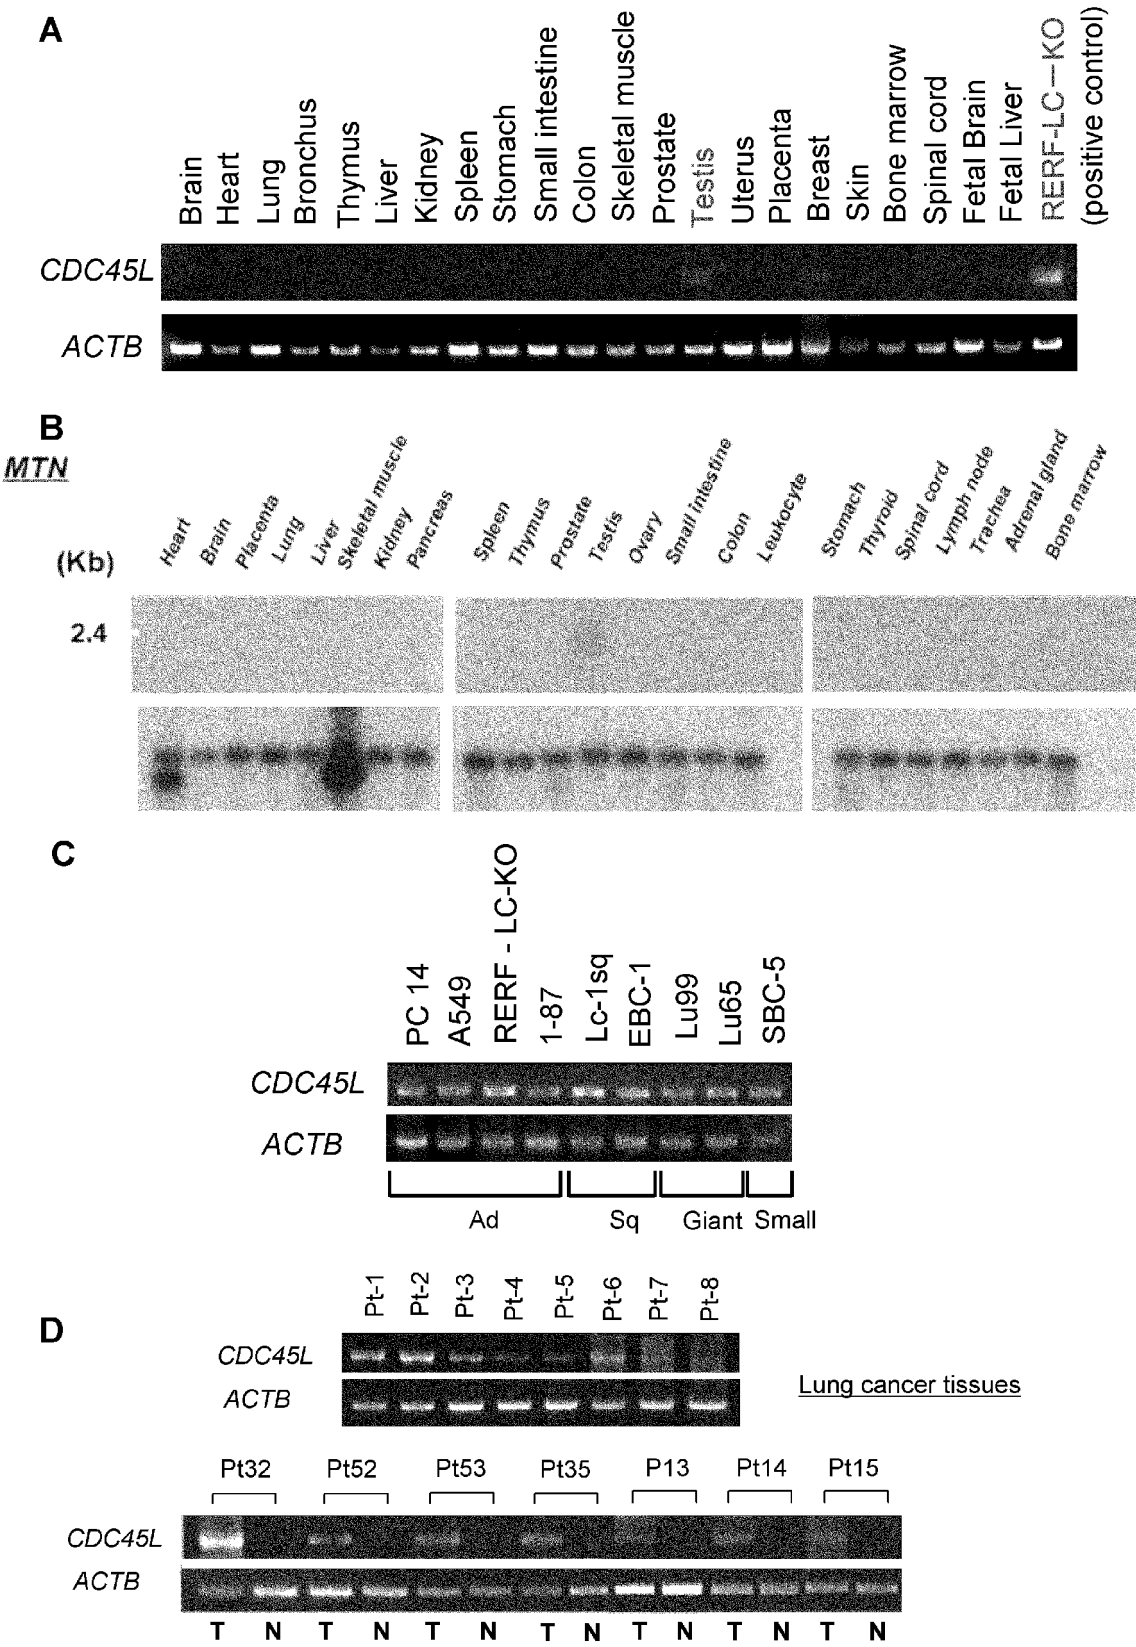 A
Brain
Heart
Lung
Bronchus
Thymus
Liver
Kidney
Spleen
Stomach
Small intestine
Colon
Skeletal muscle
Prostate
Testis
Uterus
Placenta
Breast
Skin
Bone marrow
Spinal cord
Fetal Brain
Fetal Liver
RERF-LC-KO
(positive control)
CDC45L
ACTB
B
MTN
Heart
Brain
Placenta
Lung
Liver
Skeletal muscle
Kidney
Pancreas
Spleen
Thymus
Prostate
Testis
Ovary
Small intestine
Colon
Leukocyte
Stomach
Thyroid
Spinal cord
Lymph node
Trachea
Adrenal gland
Bone marrow
(Kb)
2.4
C
PC 14
A549
RERF - LC-KO
1-87
Lc-1sq
EBC-1
Lu99
Lu65
SBC-5
CDC45L
ACTB
Ad Sq Giant Small
D
Pt-1
Pt-2
Pt-3
Pt-4
Pt-5
Pt-6
Pt-7
Pt-8
CDC45L
ACTB
Lung cancer tissues
Pt32 Pt52 Pt53 Pt35 P13 Pt14 Pt15
CDC45L
ACTB
T N T N T N T N T N T N T N